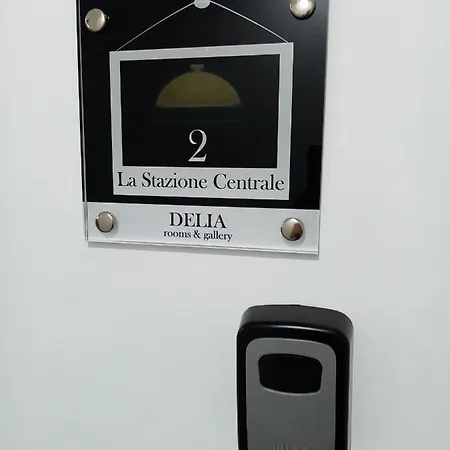 2
La Stazione Centrale
DELIA
rooms & gallery